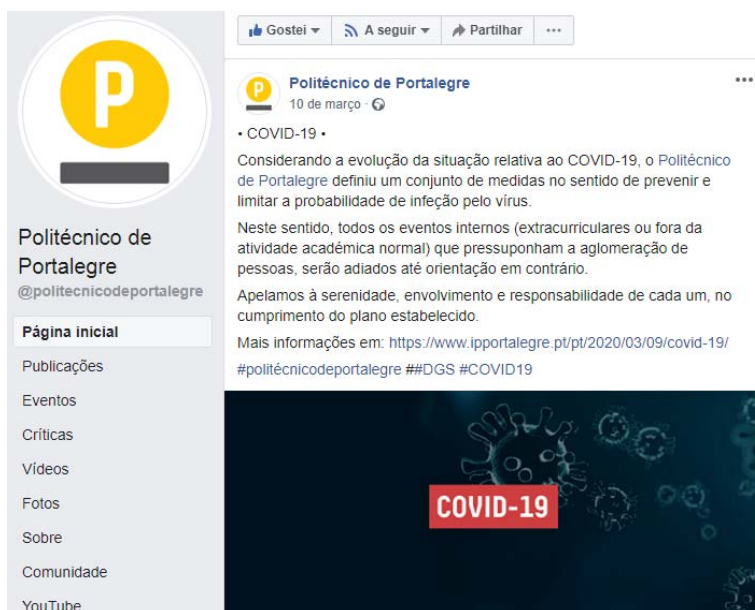 P
Politécnico de
Portalegre
@politecnicodeportalegre
Página inicial
Publicações
Eventos
Críticas
Vídeos
Fotos
Sobre
Comunidade
YouTube
Gostei
A seguir
Partilhar
...
P
Politécnico de Portalegre
...
10 de março ·
• COVID-19 •
Considerando a evolução da situação relativa ao COVID-19, o Politécnico
de Portalegre definiu um conjunto de medidas no sentido de prevenir e
limitar a probabilidade de infeção pelo vírus.
Neste sentido, todos os eventos internos (extracurriculares ou fora da
atividade académica normal) que pressuponham a aglomeração de
pessoas, serão adiados até orientação em contrário.
Apelamos à serenidade, envolvimento e responsabilidade de cada um, no
cumprimento do plano estabelecido.
Mais informações em: https://www.ipportalegre.pt/pt/2020/03/09/covid-19/
#politécnicodeportalegre ##DGS #COVID19
COVID-19